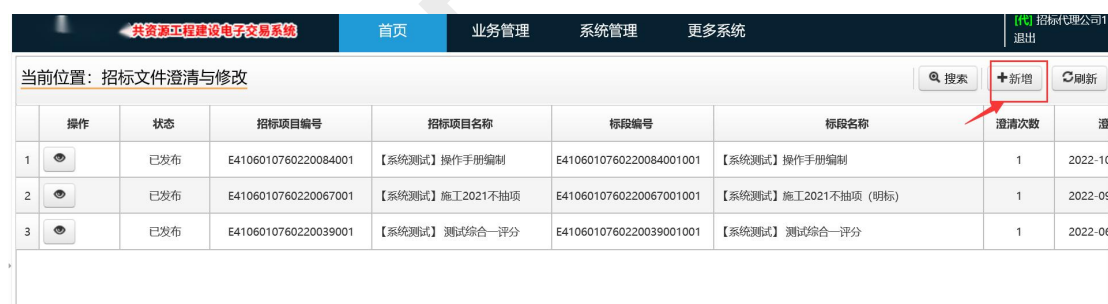 共资源工程建设电子交易系统 首页 业务管理 系统管理 更多系统 [代] 招标代理公司1
退出
当前位置：招标文件澄清与修改 搜索 新增 刷新
操作 状态 招标项目编号 招标项目名称 标段编号 标段名称 澄清次数
1 已发布 E4106010760220084001 【系统测试】操作手册编制 E4106010760220084001001 【系统测试】操作手册编制 1 2022-10
2 已发布 E4106010760220067001 【系统测试】施工2021不抽项 E4106010760220067001001 【系统测试】施工2021不抽项（明标） 1 2022-09
3 已发布 E4106010760220039001 【系统测试】 测试综合一评分 E4106010760220039001001 【系统测试】 测试综合一评分 1 2022-06